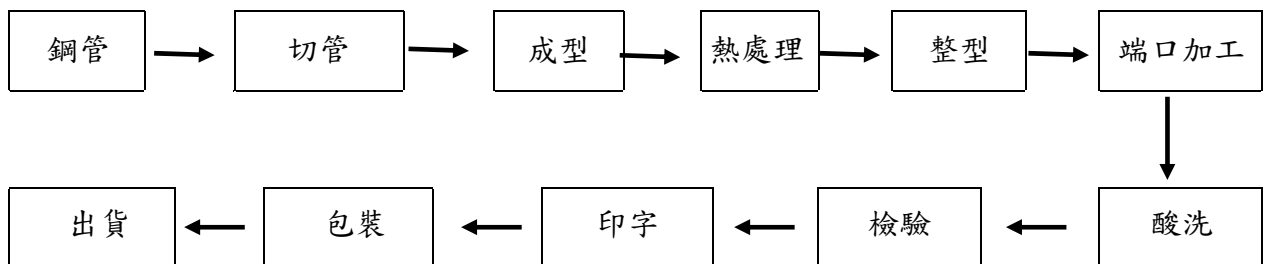 鋼管 切管 成型 熱處理 整型 端口加工
出貨 包裝 印字 檢驗 酸洗